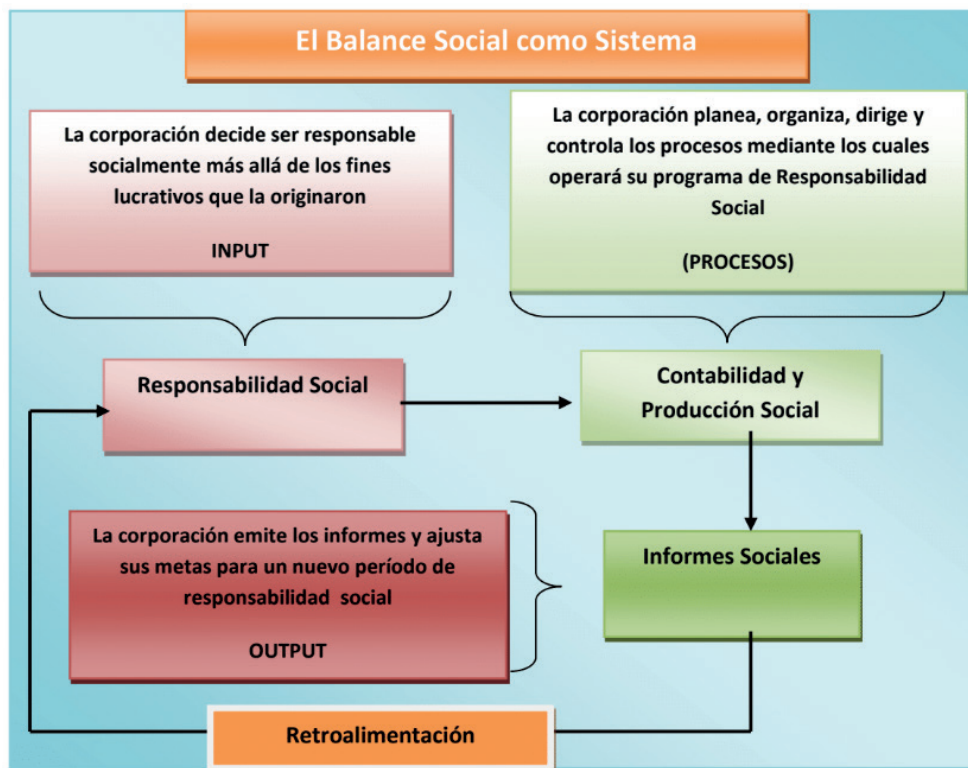 El Balance Social como Sistema
La corporación decide ser responsable
socialmente más allá de los fines
lucrativos que la originaron
INPUT
La corporación planea, organiza, dirige y
controla los procesos mediante los cuales
operará su programa de Responsabilidad
Social
(PROCESOS)
Responsabilidad Social
Contabilidad y
Producción Social
La corporación emite los informes y ajusta
sus metas para un nuevo período de
responsabilidad social
OUTPUT
Informes Sociales
Retroalimentación